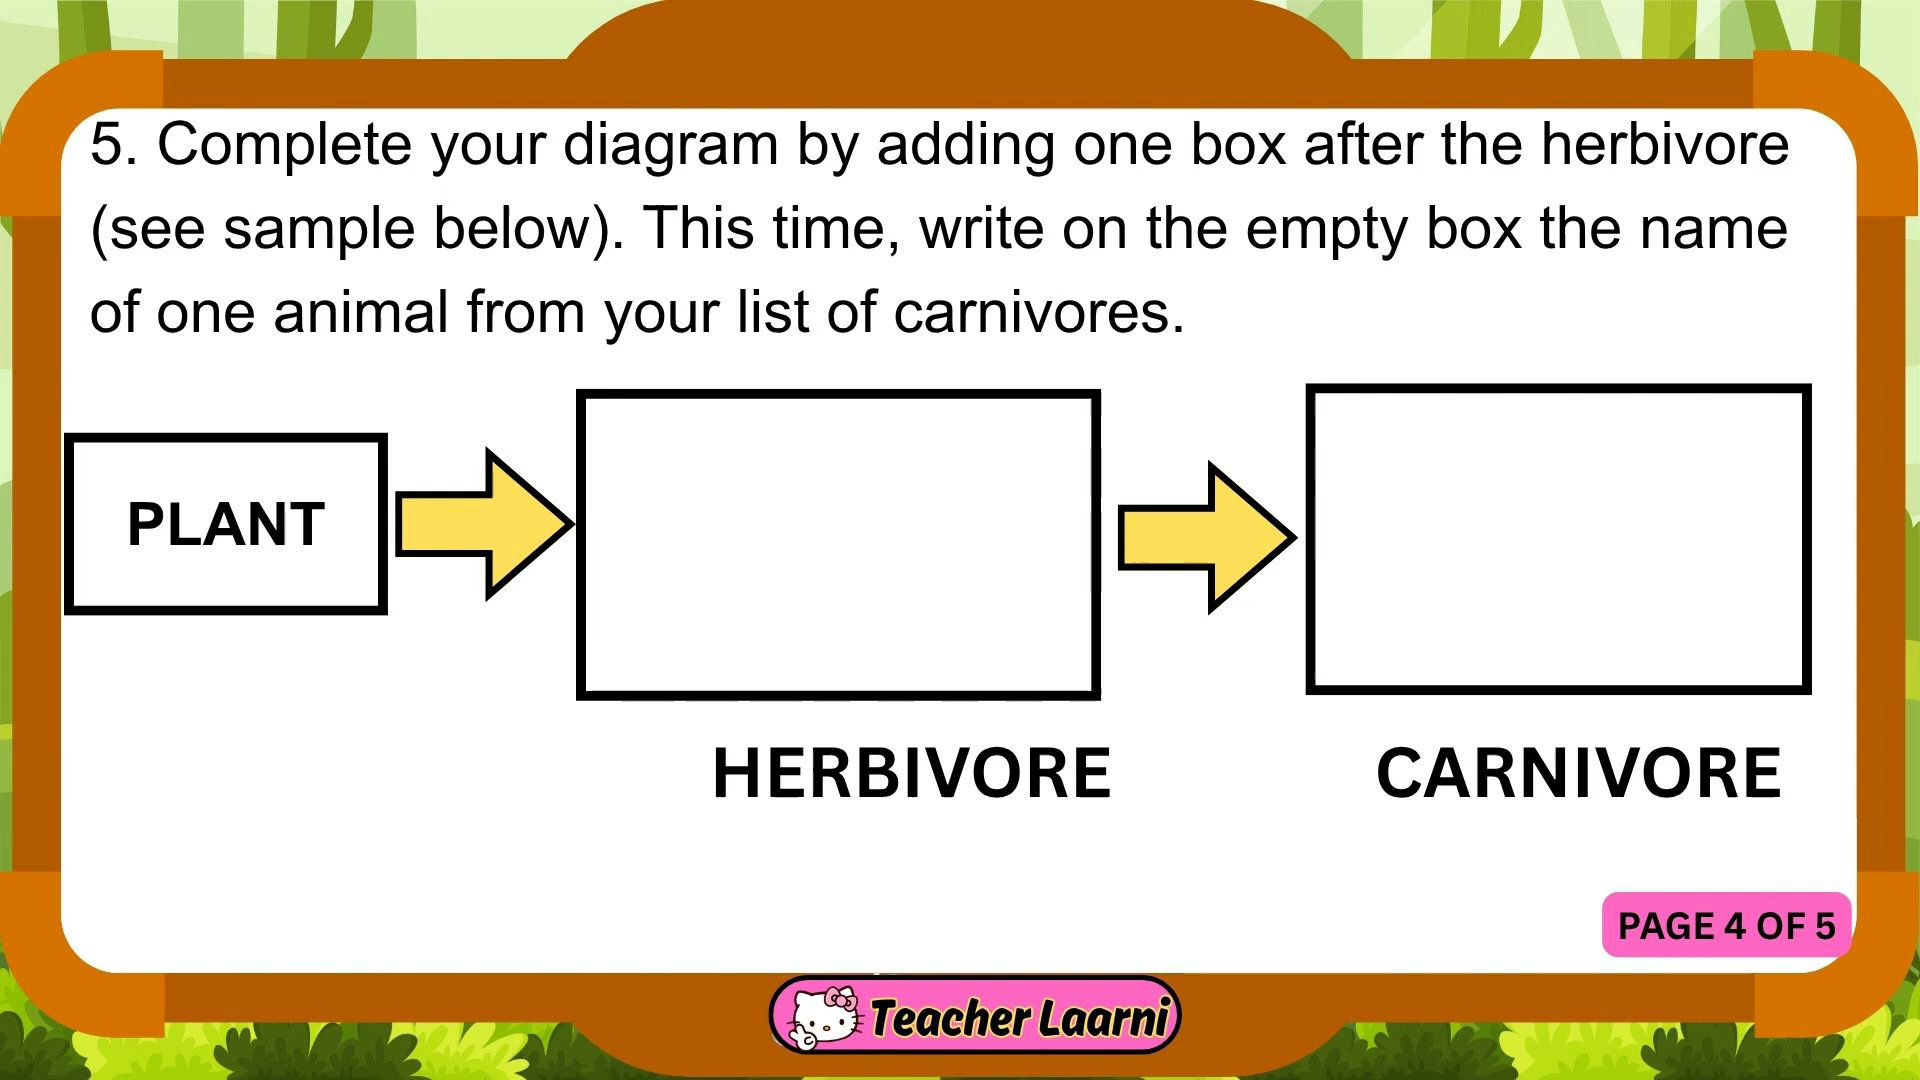 5. Complete your diagram by adding one box after the herbivore
(see sample below). This time, write on the empty box the name
of one animal from your list of carnivores.
PLANT
HERBIVORE
CARNIVORE
PAGE 4 OF 5
Teacher Laarni